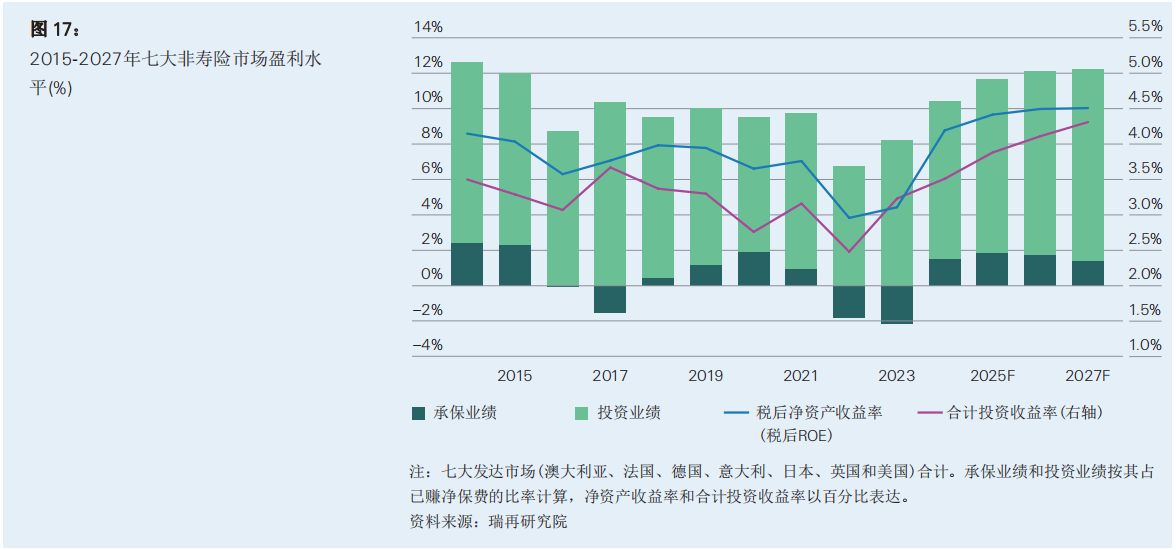 图 17：
2015-2027年七大非寿险市场盈利水
平(%)
14%
12%
10%
8%
6%
4%
2%
0%
–2%
–4%
5.5%
5.0%
4.5%
4.0%
3.5%
3.0%
2.5%
2.0%
1.5%
1.0%
2015 2017 2019 2021 2023 2025F 2027F
承保业绩 投资业绩 税后净资产收益率 合计投资收益率(右轴)
(税后ROE)
注：七大发达市场(澳大利亚、法国、德国、意大利、日本、英国和美国)合计。承保业绩和投资业绩按其占
已赚净保费的比率计算，净资产收益率和合计投资收益率以百分比表达。
资料来源：瑞再研究院